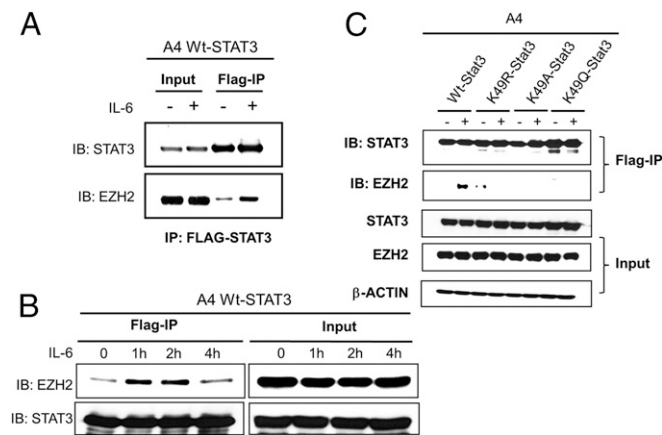 A
A4 Wt-STAT3
Input Flag-IP
IL-6 - + - +
IB: STAT3
IB: EZH2
IP: FLAG-STAT3
B
A4 Wt-STAT3
Flag-IP Input
IL-6 0 1h 2h 4h 0 1h 2h 4h
IB: EZH2
IB: STAT3
C
A4
Wt-Stat3 K49R-Stat3 K49A-Stat3 K49Q-Stat3
- + - + - + - +
IB: STAT3
IB: EZH2
Flag-IP
STAT3
EZH2
Input
β-ACTIN